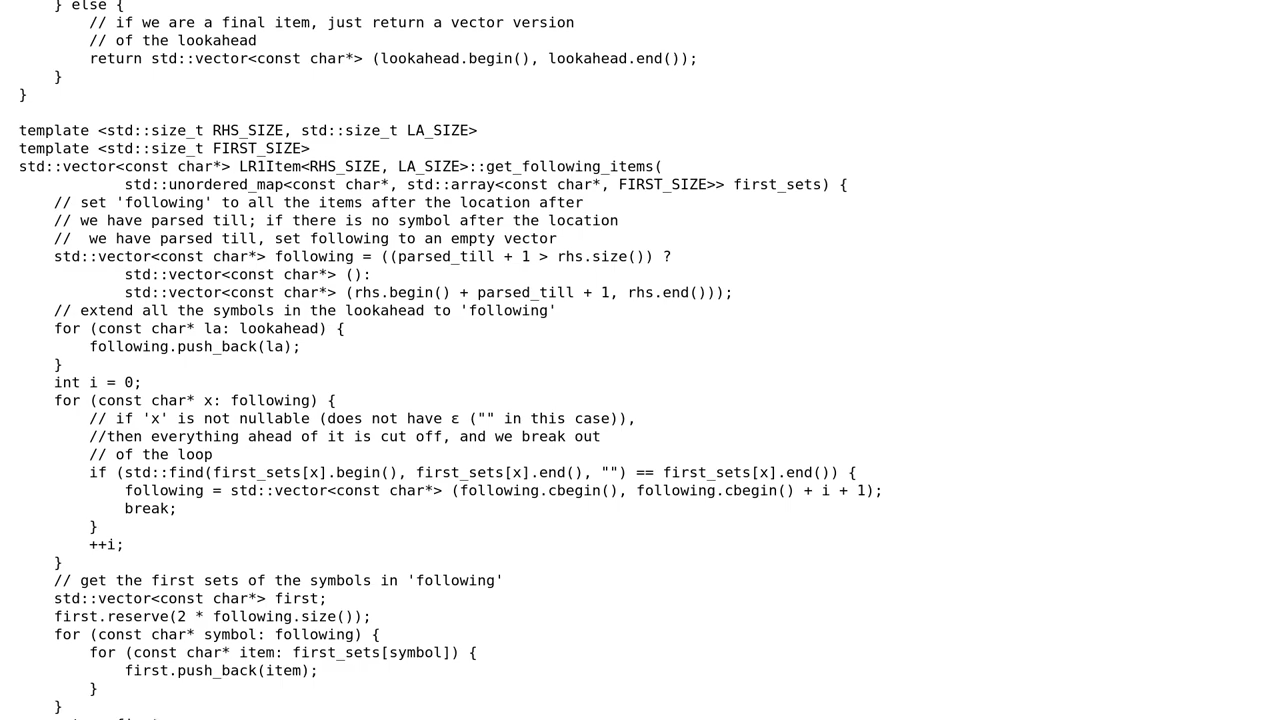 } else {
        // if we are a final item, just return a vector version
        // of the lookahead
        return std::vector<const char*> (lookahead.begin(), lookahead.end());
    }
}

template <std::size_t RHS_SIZE, std::size_t LA_SIZE>
template <std::size_t FIRST_SIZE>
std::vector<const char*> LR1Item<RHS_SIZE, LA_SIZE>::get_following_items(
            std::unordered_map<const char*, std::array<const char*, FIRST_SIZE>> first_sets) {
    // set 'following' to all the items after the location after
    // we have parsed till; if there is no symbol after the location
    //  we have parsed till, set following to an empty vector
    std::vector<const char*> following = ((parsed_till + 1 > rhs.size()) ?
            std::vector<const char*> ():
            std::vector<const char*> (rhs.begin() + parsed_till + 1, rhs.end()));
    // extend all the symbols in the lookahead to 'following'
    for (const char* la: lookahead) {
        following.push_back(la);
    }
    int i = 0;
    for (const char* x: following) {
        // if 'x' is not nullable (does not have ε ("" in this case)),
        //then everything ahead of it is cut off, and we break out
        // of the loop
        if (std::find(first_sets[x].begin(), first_sets[x].end(), "") == first_sets[x].end()) {
            following = std::vector<const char*> (following.cbegin(), following.cbegin() + i + 1);
            break;
        }
        ++i;
    }
    // get the first sets of the symbols in 'following'
    std::vector<const char*> first;
    first.reserve(2 * following.size());
    for (const char* symbol: following) {
        for (const char* item: first_sets[symbol]) {
            first.push_back(item);
        }
    }